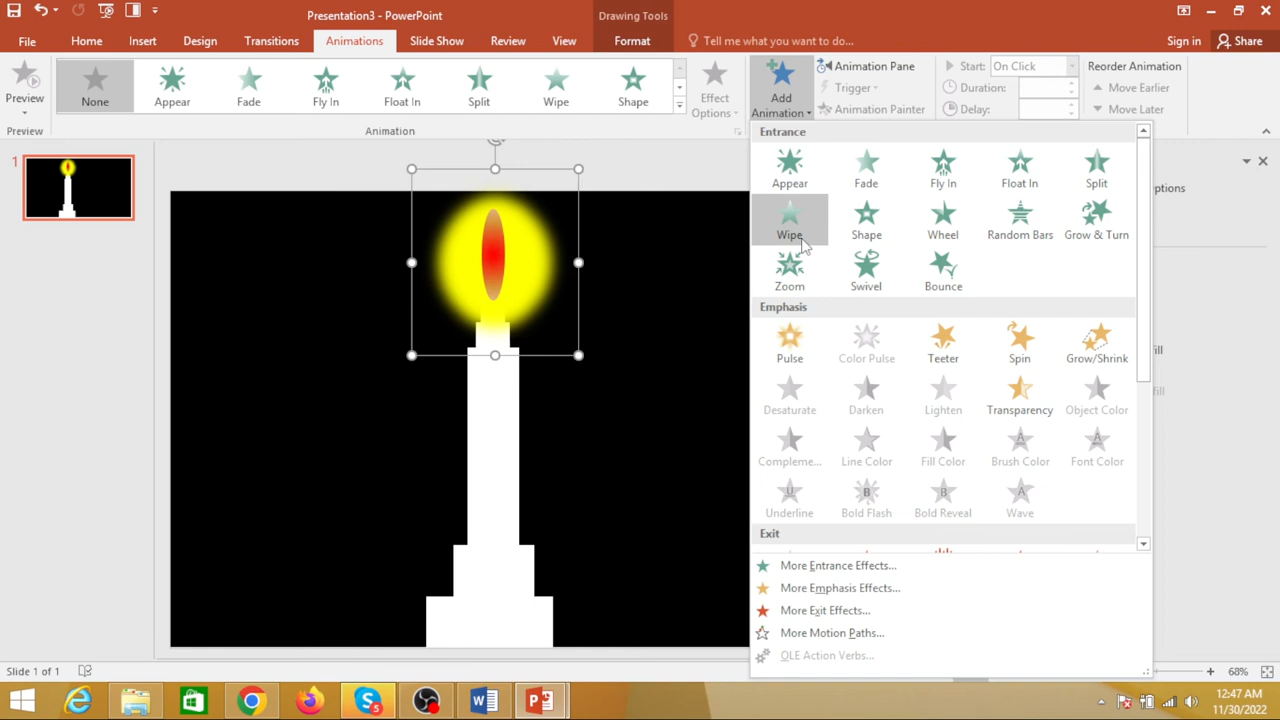 Presentation3 - PowerPoint
Drawing Tools
File Home Insert Design Transitions Animations Slide Show Review View Format Tell me what you want to do... Sign in Share
Preview
None Appear Fade Fly In Float In Split Wipe Shape
Effect Options
Add Animation
Animation Pane
Trigger
Animation Painter
Start: On Click
Duration:
Delay:
Reorder Animation
Move Earlier
Move Later
Preview Animation
Entrance
Appear Fade Fly In Float In Split
Wipe Shape Wheel Random Bars Grow & Turn
Zoom Swivel Bounce
Emphasis
Pulse Color Pulse Teeter Spin Grow/Shrink
Desaturate Darken Lighten Transparency Object Color
Compleme... Line Color Fill Color Brush Color Font Color
Underline Bold Flash Bold Reveal Wave
Exit
More Entrance Effects...
More Emphasis Effects...
More Exit Effects...
More Motion Paths...
OLE Action Verbs...
1
ptions
fill
Slide 1 of 1
68%
12:47 AM
11/30/2022